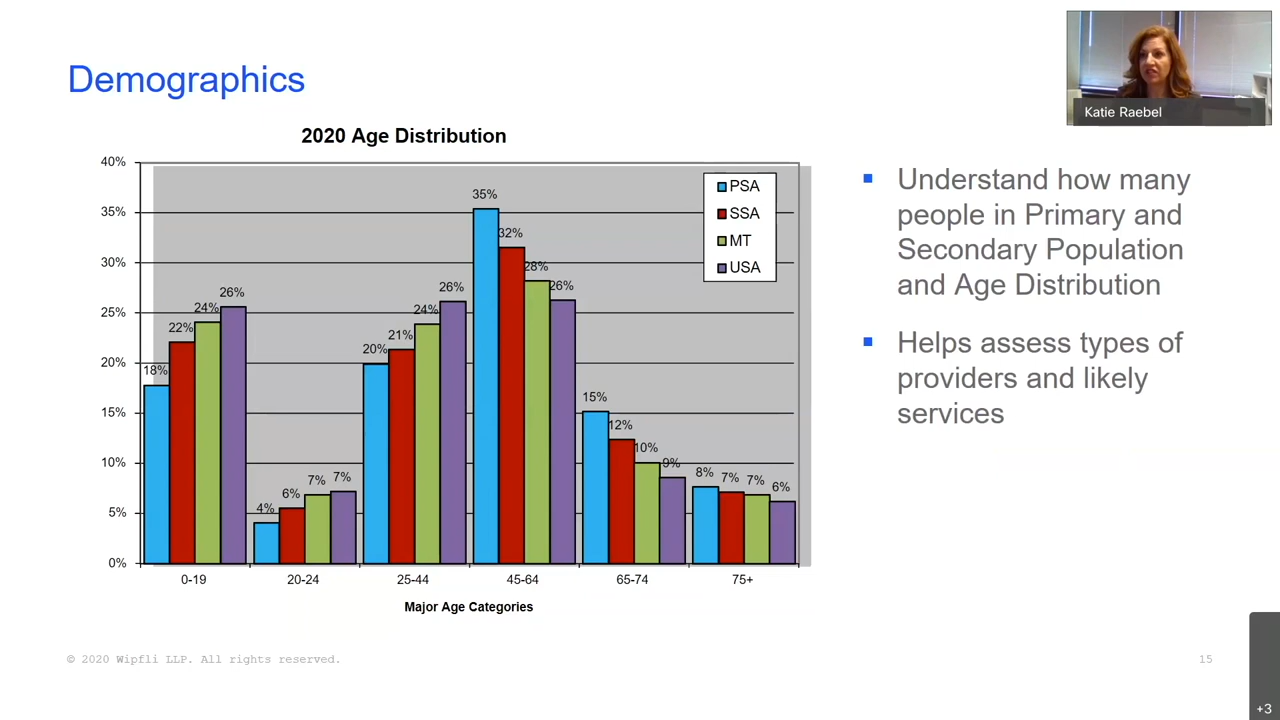 Demographics
Katie Raebel
2020 Age Distribution
40%
35%
30%
25%
20%
15%
10%
5%
0%
PSA
SSA
MT
USA
18%
22%
24%
26%
4%
6%
7%
7%
20%
21%
24%
26%
35%
32%
28%
26%
15%
12%
10%
9%
8%
7%
7%
6%
0-19
20-24
25-44
45-64
65-74
75+
Major Age Categories
▪ Understand how many
people in Primary and
Secondary Population
and Age Distribution
▪ Helps assess types of
providers and likely
services
© 2020 Wipfli LLP. All rights reserved.
15
+3